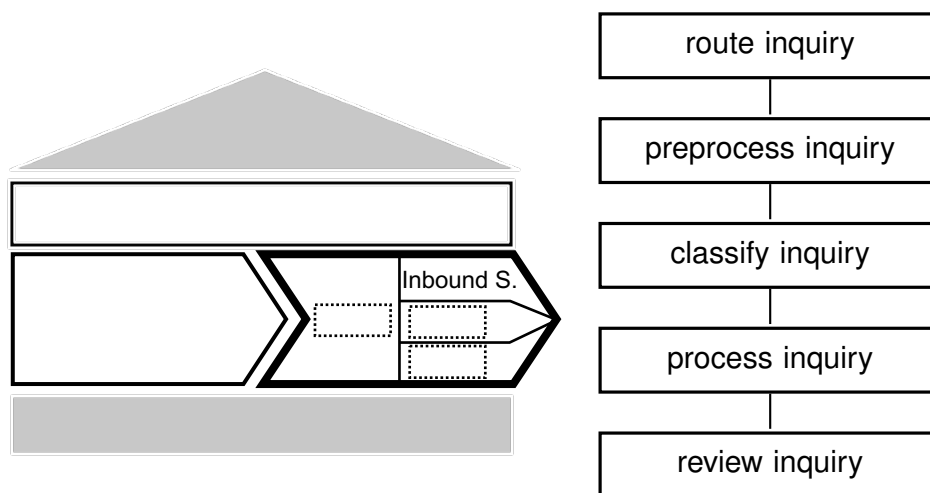 Inbound S.
route inquiry
preprocess inquiry
classify inquiry
process inquiry
review inquiry